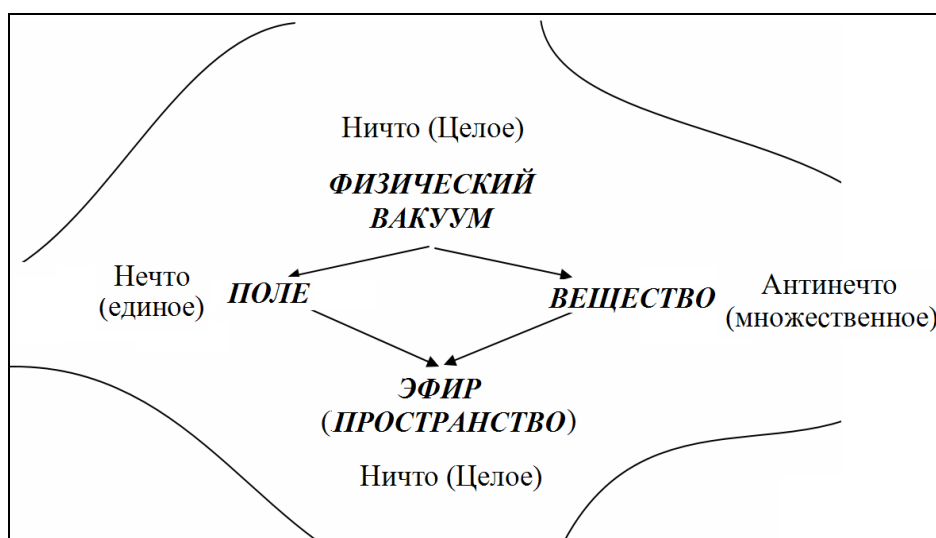 Ничто (Целое)
ФИЗИЧЕСКИЙ
ВАКУУМ
Нечто
(единое)
ПОЛЕ
ВЕЩЕСТВО
Антинечто
(множественное)
ЭФИР
(ПРОСТРАНСТВО)
Ничто (Целое)